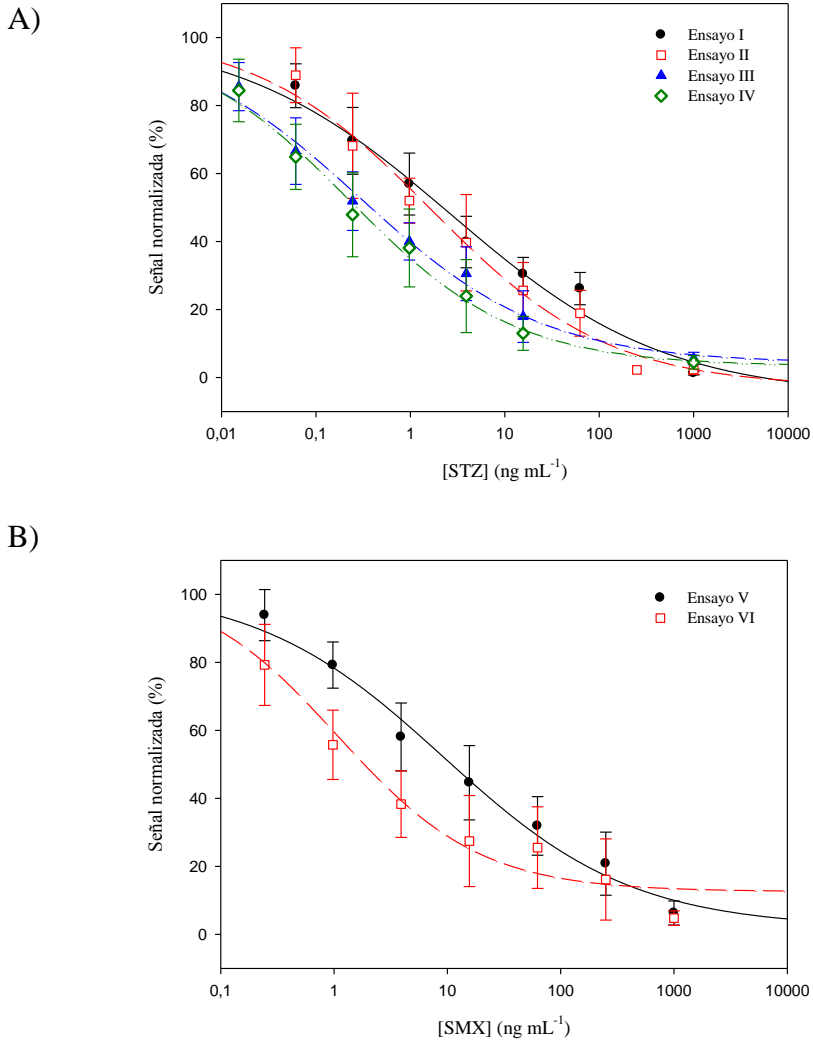 A)
100
80
60
40
20
0
Señal normalizada (%)
Ensayo I
Ensayo II
Ensayo III
Ensayo IV
0,01 0,1 1 10 100 1000 10000
[STZ] (ng mL⁻¹)
B)
100
80
60
40
20
0
Señal normalizada (%)
Ensayo V
Ensayo VI
0,1 1 10 100 1000 10000
[SMX] (ng mL⁻¹)